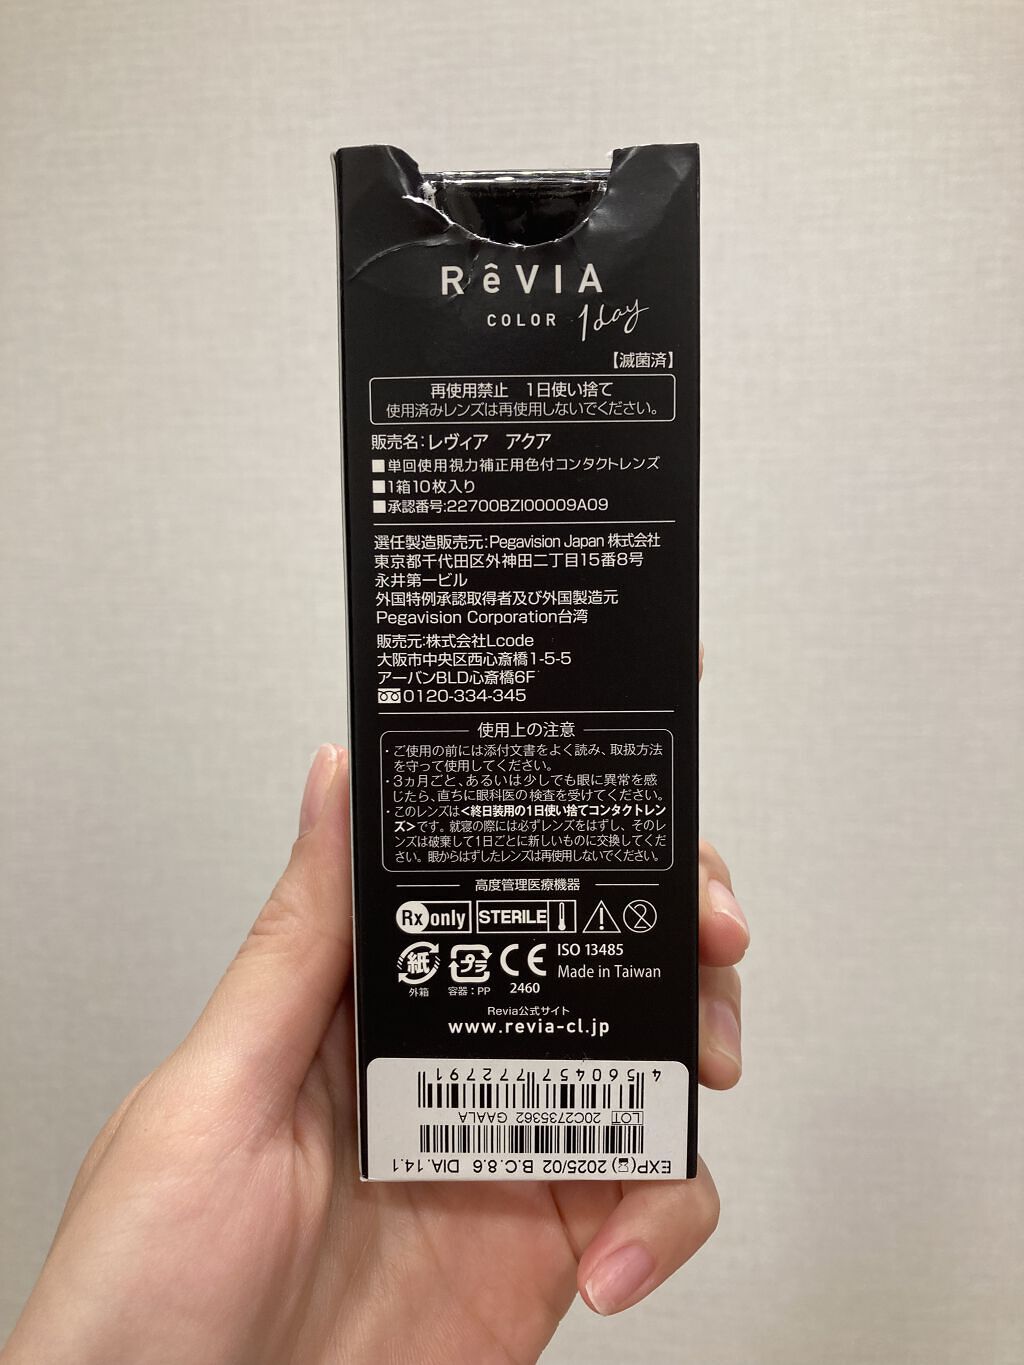 RêVIA
COLOR 1day
【滅菌済】
再使用禁止 1日使い捨て
使用済みレンズは再使用しないでください。
販売名:レヴィア アクア
■単回使用視力補正用色付コンタクトレンズ
■1箱10枚入り
■承認番号:22700BZI00009A09
選任製造販売元:Pegavision Japan 株式会社
東京都千代田区外神田二丁目15番8号
永井第一ビル
外国特例承認取得者及び外国製造元
Pegavision Corporation台湾
販売元:株式会社Lcode
大阪市中央区西心斎橋1-5-5
アーバンBLD心斎橋6F
0120-334-345
使用上の注意
・ご使用の前には添付文書をよく読み、取扱方法
を守って使用してください。
・3ヵ月ごと、あるいは少しでも眼に異常を感
じたら、直ちに眼科医の検査を受けてください。
・このレンズは<終日装用の1日使い捨てコンタクトレン
ズ>です。就寝の際には必ずレンズをはずし、そのレ
ンズは破棄して1日ごとに新しいものに交換してくだ
さい。眼からはずしたレンズは再使用しないでください。
高度管理医療機器
Rx only STERILE 2
紙 プラ CE ISO 13485
Made in Taiwan
外箱 容器:PP 2460
Revia公式サイト
www.revia-cl.jp
4 560457 772791
LOT 20C2735362 GAALA
EXP(⌛) 2025/02 B.C.8.6 DIA.14.1